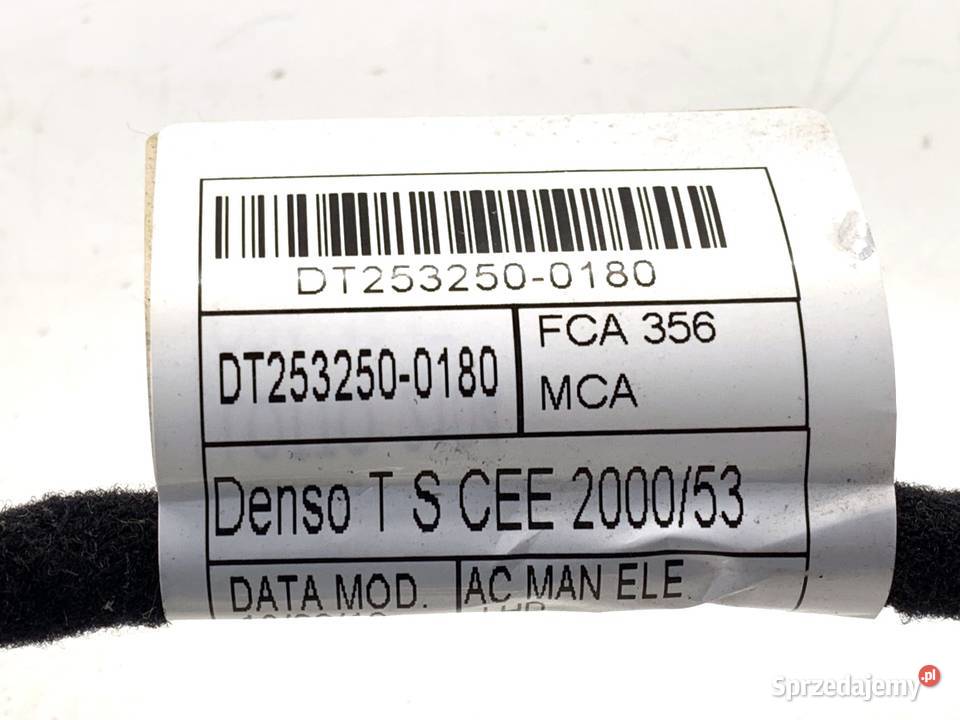 DT253250-0180
DT253250-0180
FCA 356
MCA
Denso T S CEE 2000/53
DATA MOD.
AC MAN ELE
Sprzedajemy.pl